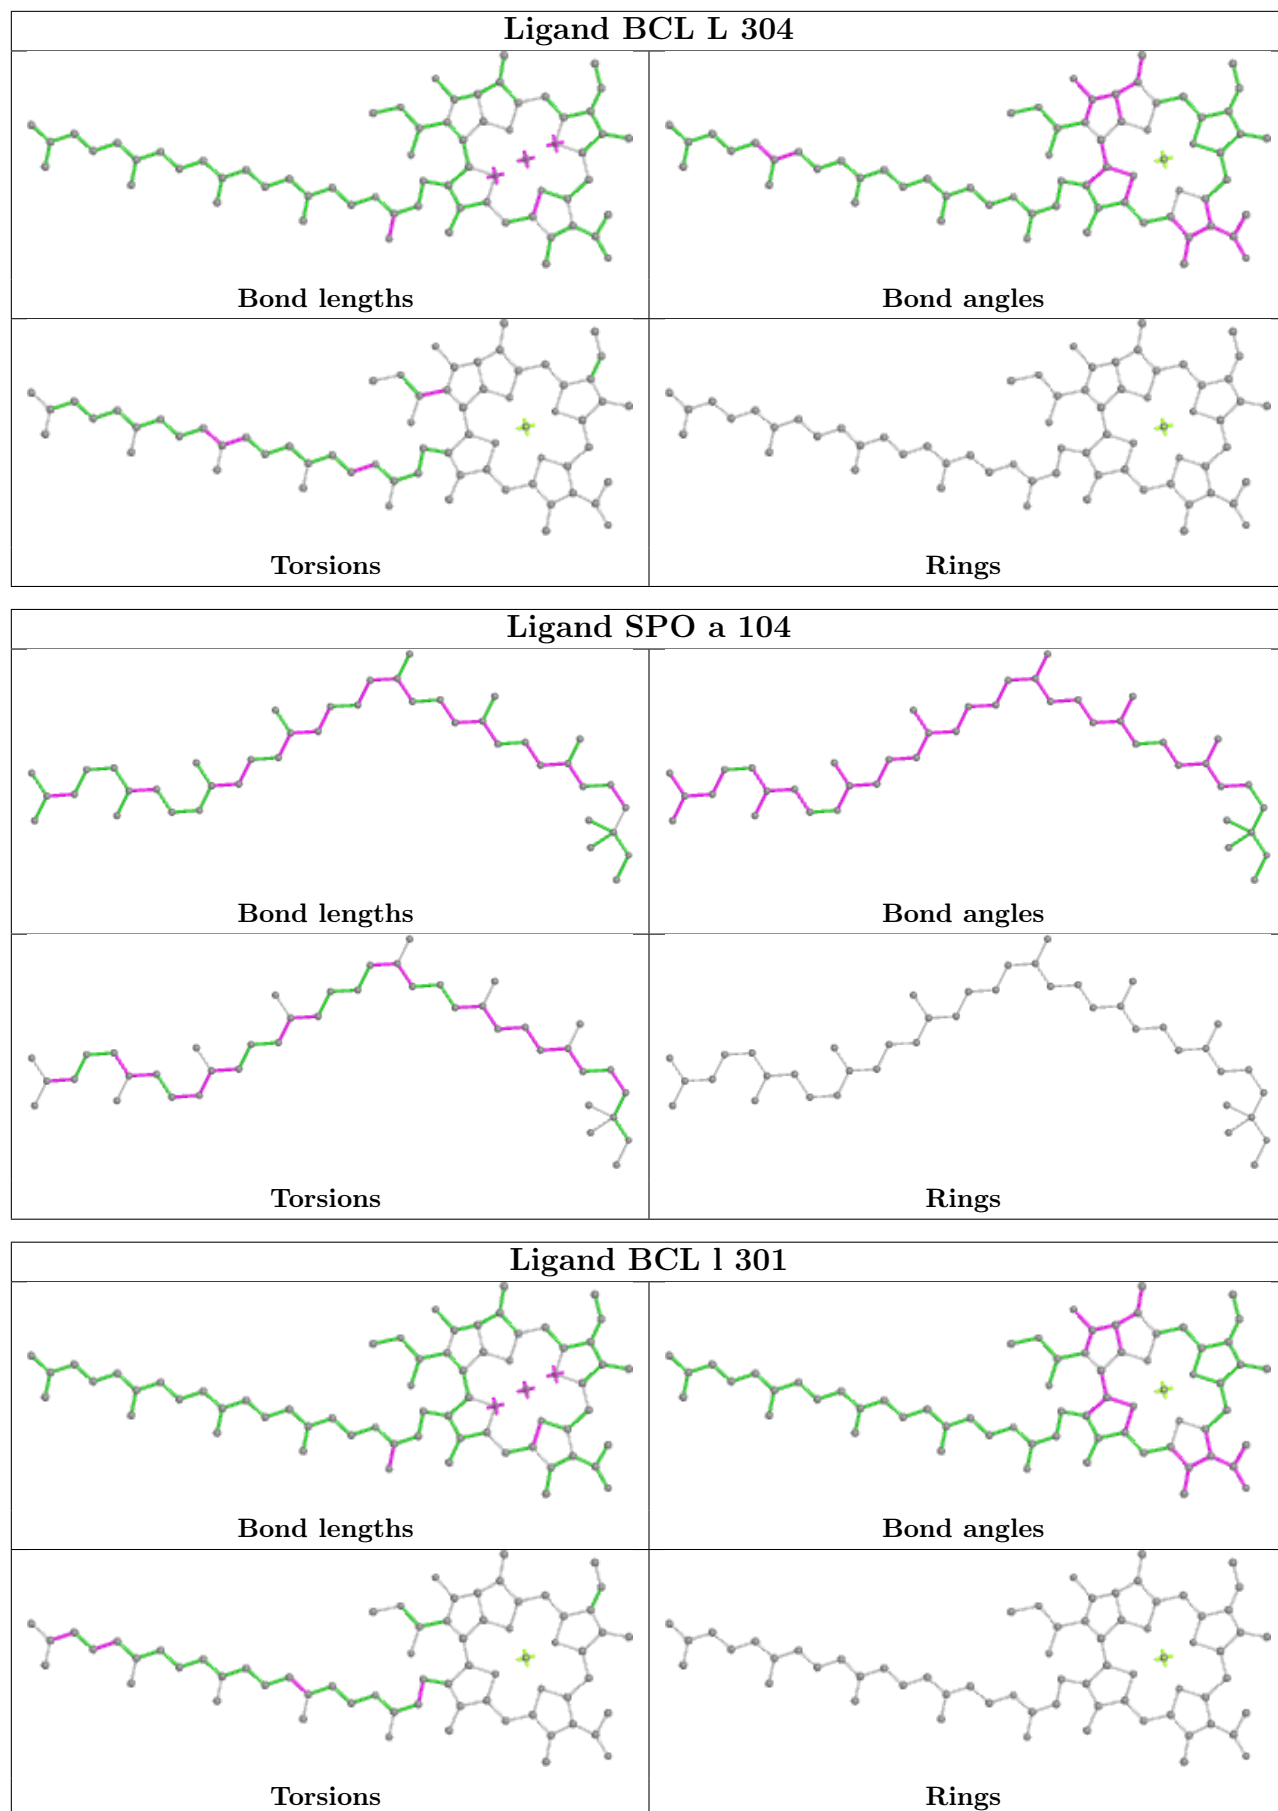 Ligand BCL L 304
Bond lengths
Bond angles
Torsions
Rings
Ligand SPO a 104
Bond lengths
Bond angles
Torsions
Rings
Ligand BCL l 301
Bond lengths
Bond angles
Torsions
Rings